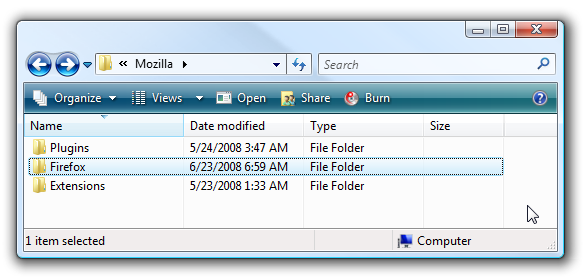 « Mozilla
Search
Organize Views Open Share Burn
Name Date modified Type Size
Plugins 5/24/2008 3:47 AM File Folder
Firefox 6/23/2008 6:59 AM File Folder
Extensions 5/23/2008 1:33 AM File Folder
1 item selected Computer